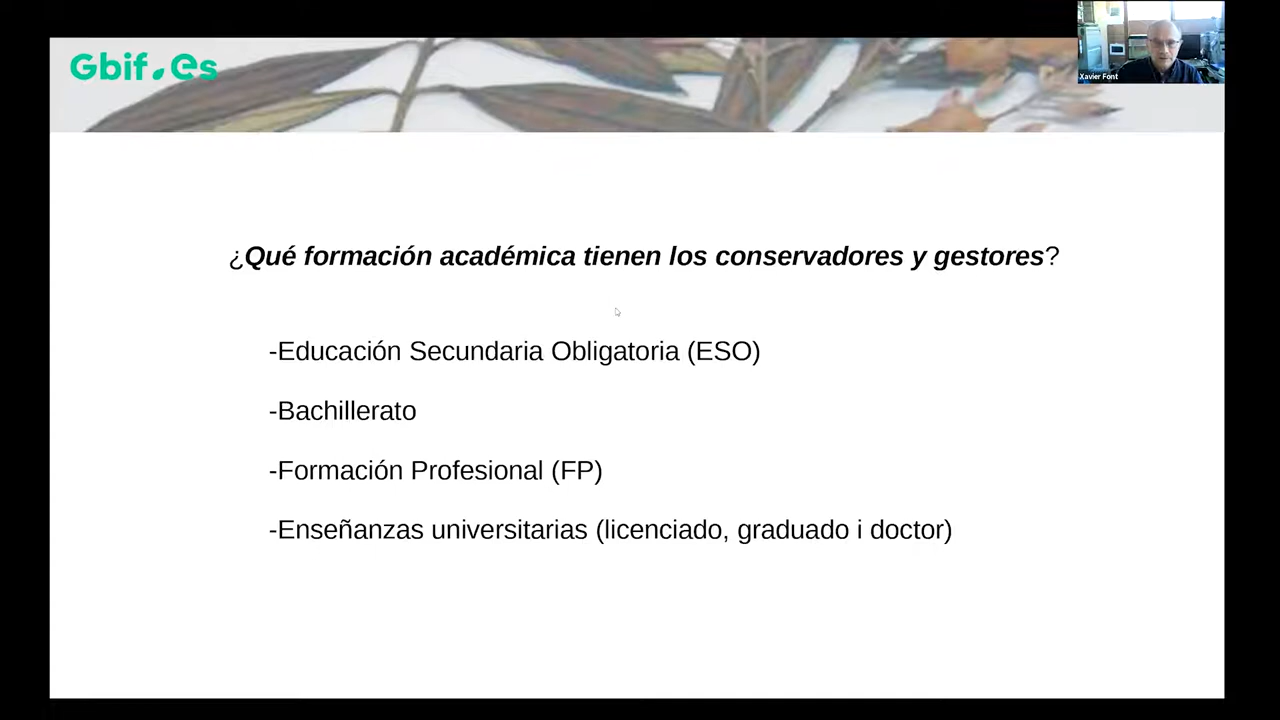 Gbif.es
Xavier Font
¿Qué formación académica tienen los conservadores y gestores?
-Educación Secundaria Obligatoria (ESO)
-Bachillerato
-Formación Profesional (FP)
-Enseñanzas universitarias (licenciado, graduado i doctor)